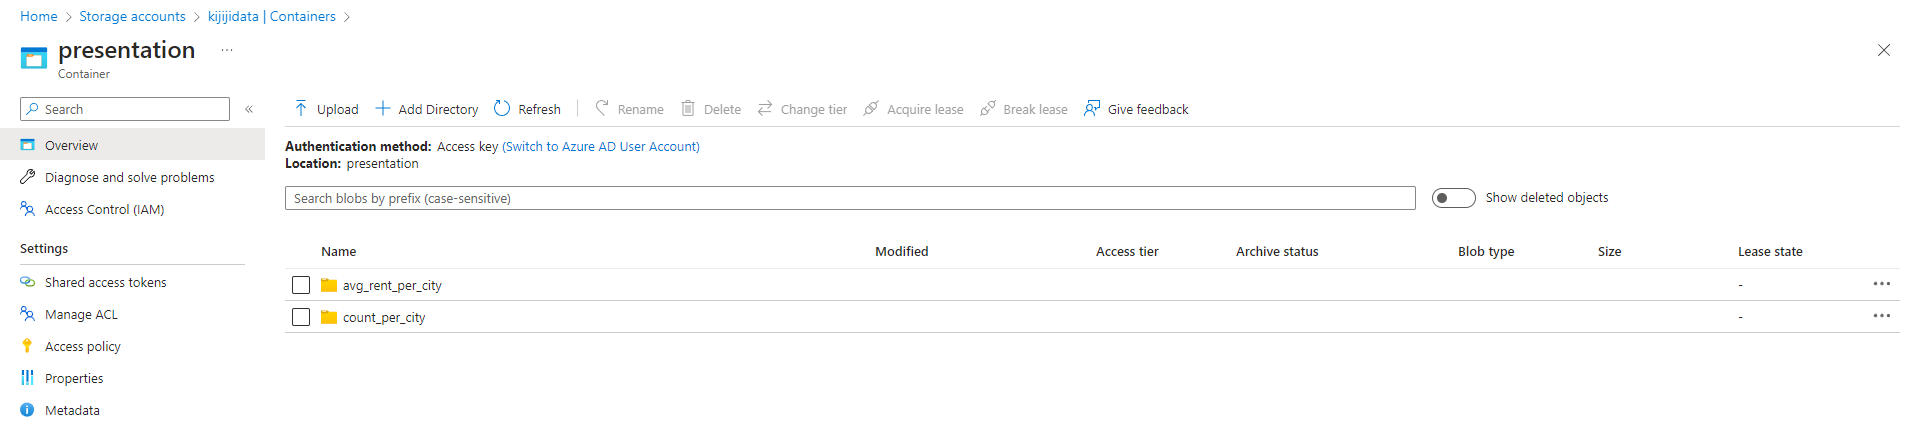 Home > Storage accounts > kijijidata | Containers >
presentation ...
Container
Search «
Upload Add Directory Refresh Rename Delete Change tier Acquire lease Break lease Give feedback
Overview
Diagnose and solve problems
Access Control (IAM)
Settings
Shared access tokens
Manage ACL
Access policy
Properties
Metadata
Authentication method: Access key (Switch to Azure AD User Account)
Location: presentation
Search blobs by prefix (case-sensitive) Show deleted objects
Name Modified Access tier Archive status Blob type Size Lease state
avg_rent_per_city - ...
count_per_city - ...